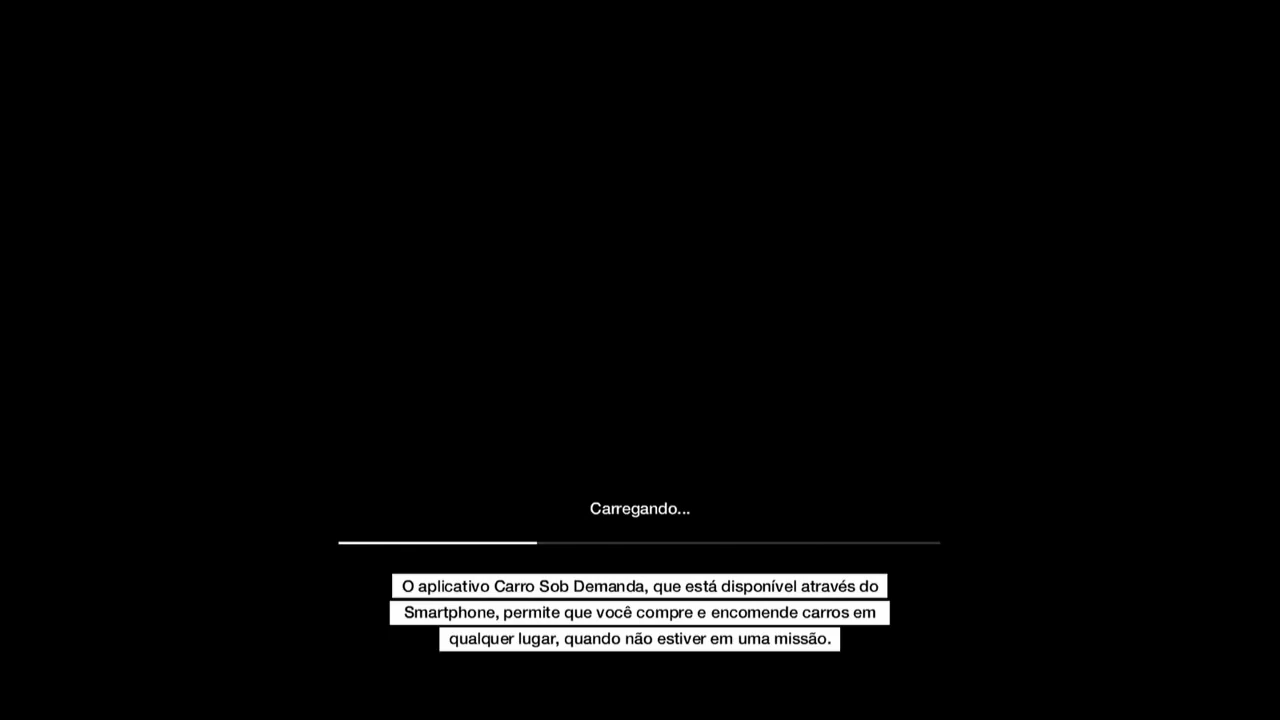 Carregando...
O aplicativo Carro Sob Demanda, que está disponível através do
Smartphone, permite que você compre e encomende carros em
qualquer lugar, quando não estiver em uma missão.